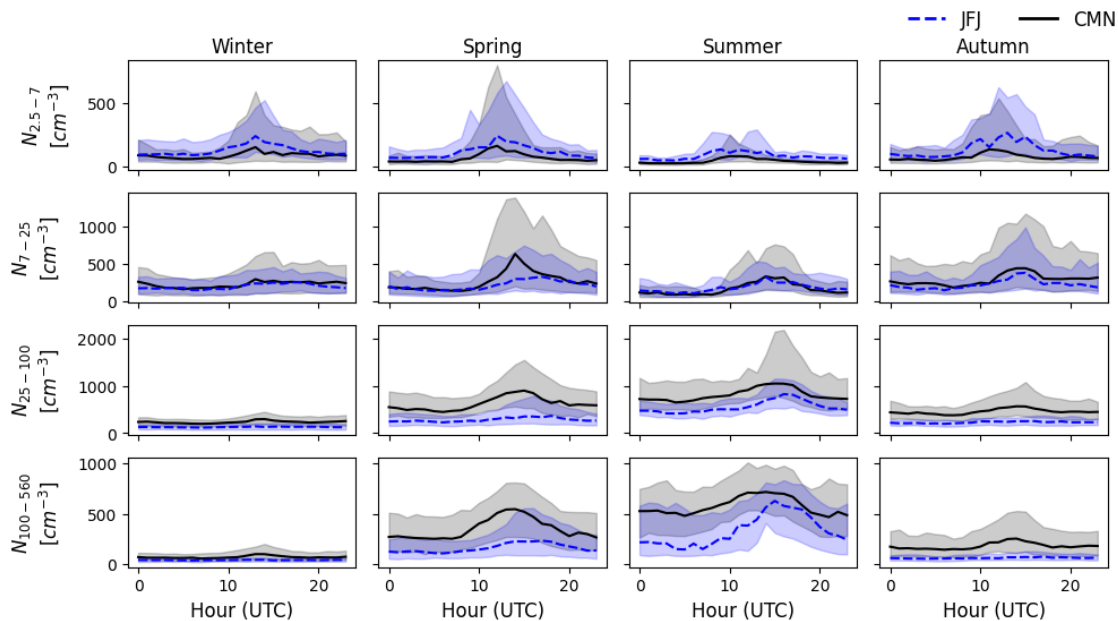 JFJ CMN
Winter Spring Summer Autumn
N2.5−7
[cm−3]
500
0
N7−25
[cm−3]
1000
500
0
N25−100
[cm−3]
2000
1000
0
N100−560
[cm−3]
1000
500
0
0 10 20 0 10 20 0 10 20 0 10 20
Hour (UTC) Hour (UTC) Hour (UTC) Hour (UTC)